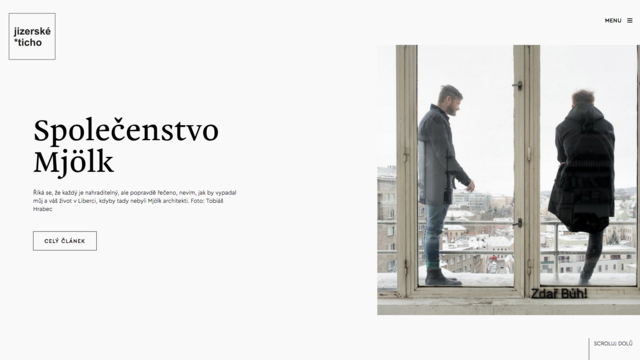 jizerské
*ticho
MENU
Společenstvo
Mjölk
Říká se, že každý je nahraditelný, ale popravdě řečeno, nevím, jak by vypadal
můj a váš život v Liberci, kdyby tady nebyli Mjölk architekti. Foto: Tobiáš
Hrabec
CELÝ ČLÁNEK
Zdař Bůh!
SCROLUJ DOLŮ